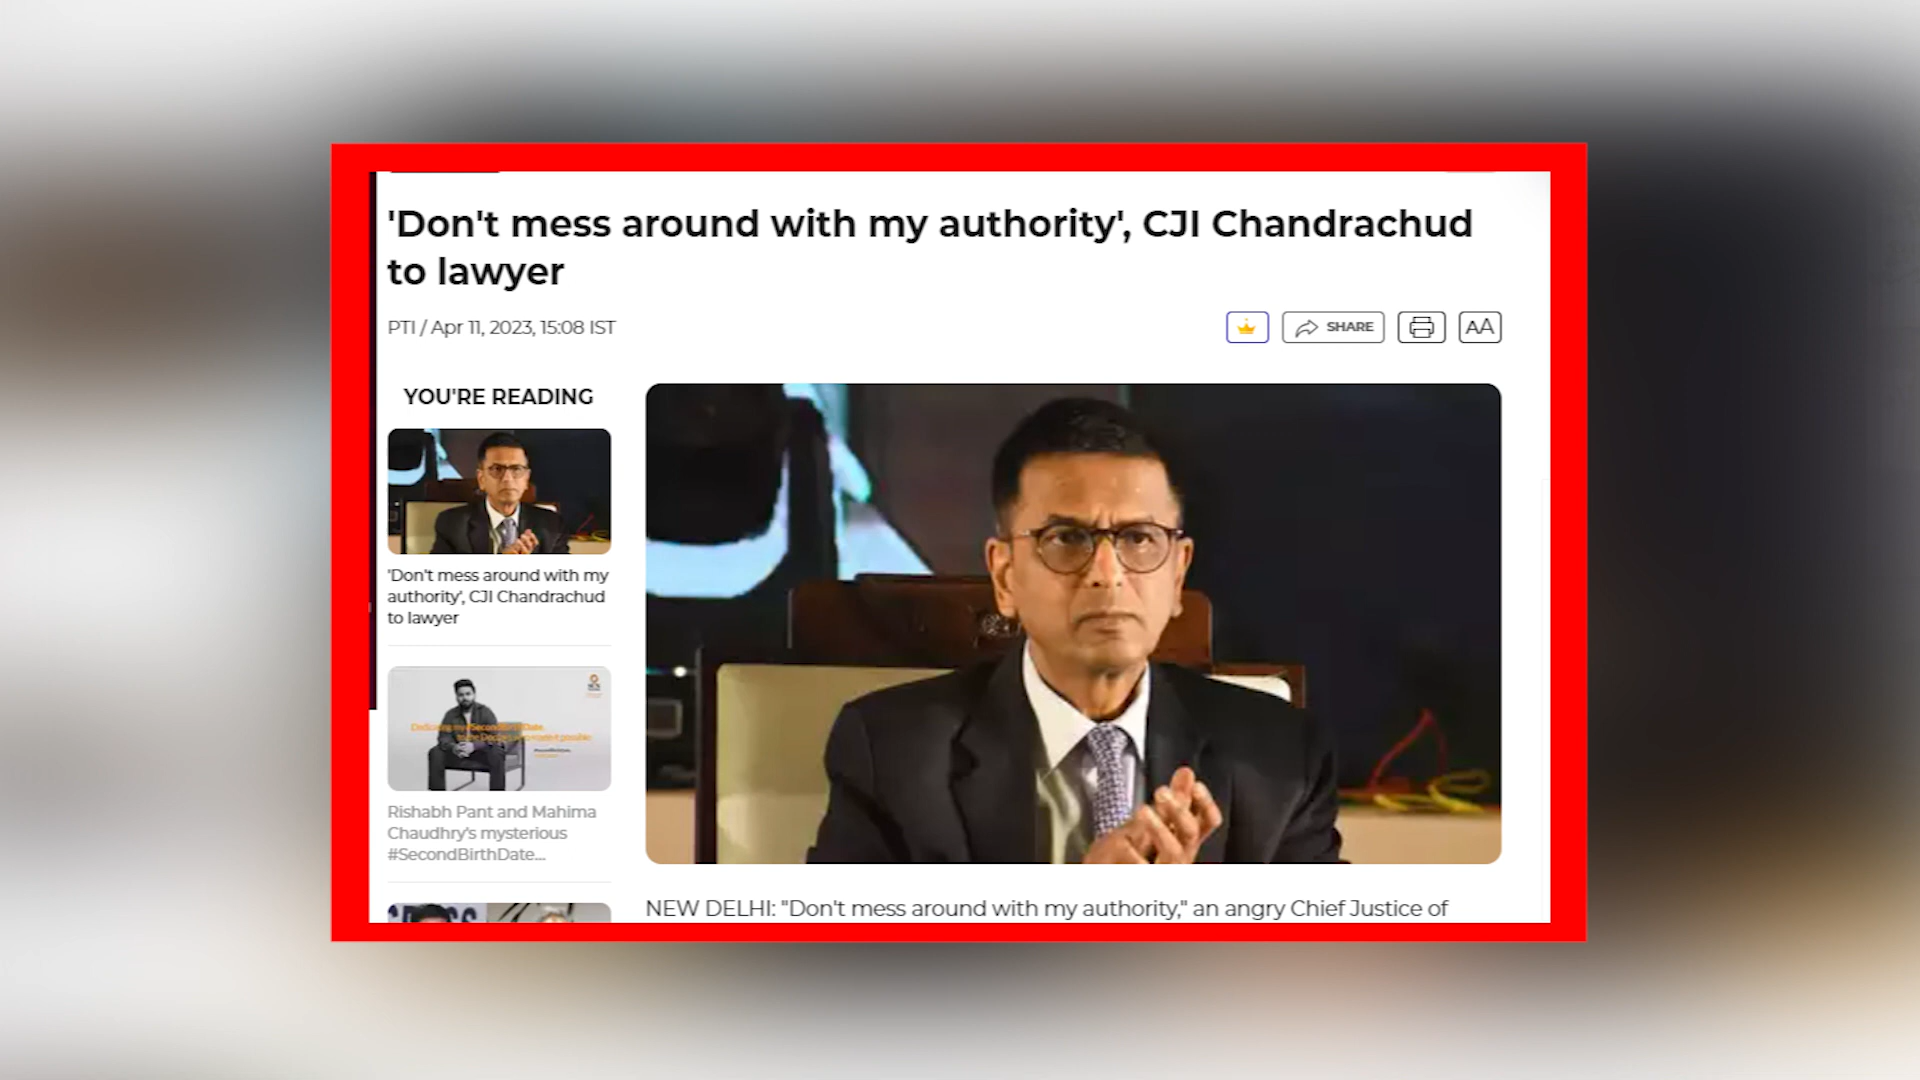 'Don't mess around with my authority', CJI Chandrachud
to lawyer
PTI / Apr 11, 2023, 15:08 IST
SHARE
AA
YOU'RE READING
'Don't mess around with my
authority', CJI Chandrachud
to lawyer
Rishabh Pant and Mahima
Chaudhry's mysterious
#SecondBirthDate...
NEW DELHI: "Don't mess around with my authority," an angry Chief Justice of